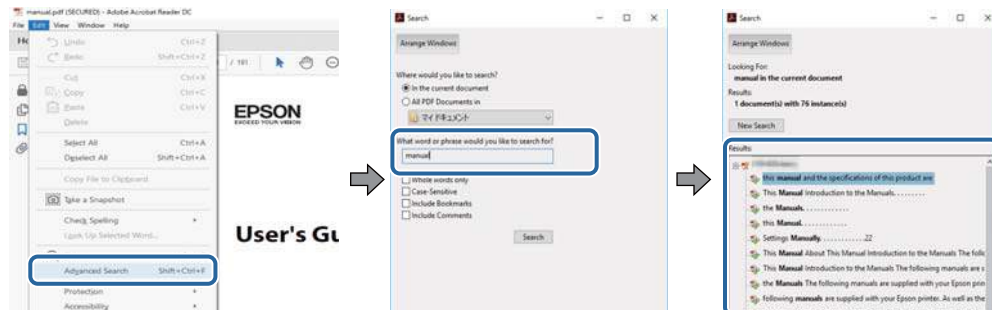 manual.pdf (SECURED) - Adobe Acrobat Reader DC
File Edit View Window Help
Undo Ctrl+Z
Redo Shift+Ctrl+Z
Cut Ctrl+X
Copy Ctrl+C
Paste Ctrl+V
Delete
Select All Ctrl+A
Deselect All Shift+Ctrl+A
Copy File to Clipboard
Take a Snapshot
Check Spelling
Look Up Selected Word...
Advanced Search Shift+Ctrl+F
Protection
Accessibility
/ 191
EPSON
EXCEED YOUR VISION
User's Gu
Search
Arrange Windows
Where would you like to search?
In the current document
All PDF Documents in
マイ ドキュメント
What word or phrase would you like to search for?
manual
Whole words only
Case-Sensitive
Include Bookmarks
Include Comments
Search
Search
Arrange Windows
Looking For:
manual in the current document
Results:
1 document(s) with 76 instance(s)
New Search
Results:
this manual and the specifications of this product are
This Manual Introduction to the Manuals. . . . . . . . .
the Manuals. . . . . . . . . . . . .
this Manual. . . . . . . . . . . .
Settings Manually. . . . . . . . . . . . .22
This Manual About This Manual Introduction to the Manuals The follo
This Manual Introduction to the Manuals The following manuals are s
the Manuals The following manuals are supplied with your Epson prin
following manuals are supplied with your Epson printer. As well as the